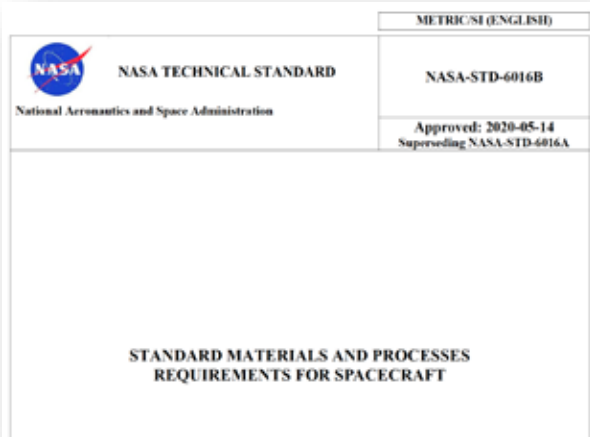 METRIC/SI (ENGLISH)
NASA
NASA TECHNICAL STANDARD
NASA-STD-6016B
National Aeronautics and Space Administration
Approved: 2020-05-14
Superseding NASA-STD-6016A
STANDARD MATERIALS AND PROCESSES
REQUIREMENTS FOR SPACECRAFT